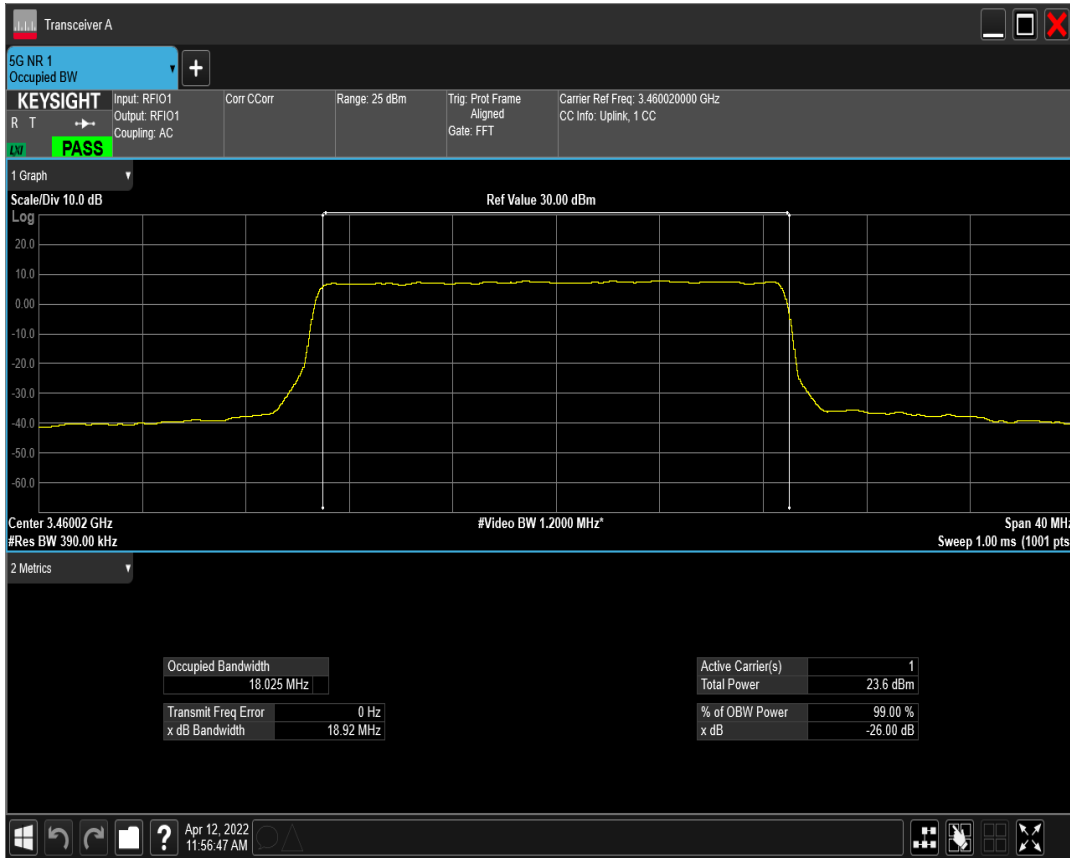 Transceiver A
5G NR 1
Occupied BW
KEYSIGHT
R T
LXI
PASS
Input: RFIO1
Output: RFIO1
Coupling: AC
Corr CCorr
Range: 25 dBm
Trig: Prot Frame
Aligned
Gate: FFT
Carrier Ref Freq: 3.460020000 GHz
CC Info: Uplink, 1 CC
1 Graph
Scale/Div 10.0 dB
Ref Value 30.00 dBm
Log
20.0
10.0
0.00
-10.0
-20.0
-30.0
-40.0
-50.0
-60.0
Center 3.46002 GHz
#Video BW 1.2000 MHz*
Span 40 MHz
#Res BW 390.00 kHz
Sweep 1.00 ms (1001 pts
2 Metrics
Occupied Bandwidth
18.025 MHz
Transmit Freq Error 0 Hz
x dB Bandwidth 18.92 MHz
Active Carrier(s) 1
Total Power 23.6 dBm
% of OBW Power 99.00 %
x dB -26.00 dB
?
Apr 12, 2022
11:56:47 AM